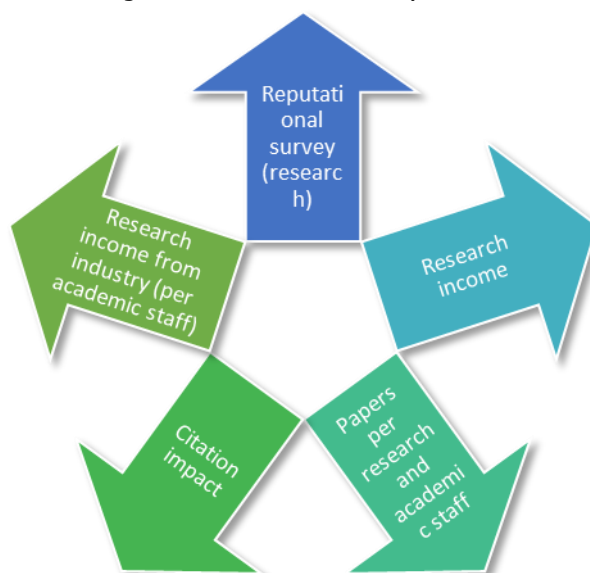 Reputati
onal
survey
(researc
h)
Research
income
Papers
per
research
and
academi
c staff
Citation
impact
Research
income from
industry (per
academic staff)